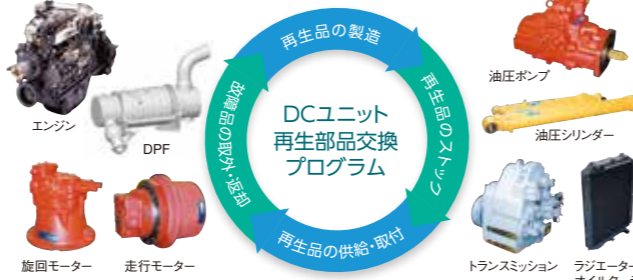 エンジン
DPF
旋回モーター
走行モーター
再生品の製造
再生品のストック
再生品の供給・取付
故障品の取外・返却
DCユニット
再生部品交換
プログラム
油圧ポンプ
油圧シリンダー
トランスミッション
ラジエーター